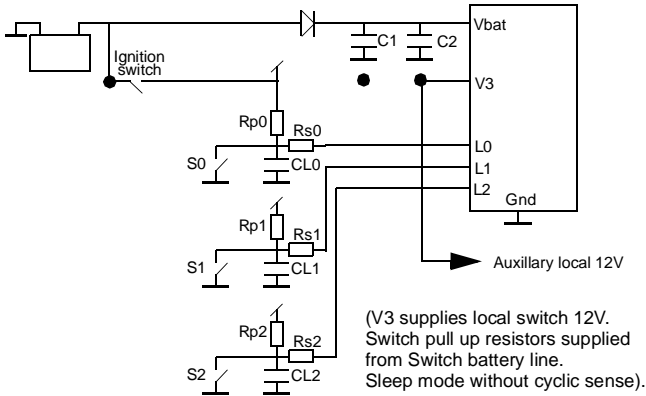 Vbat
C1
C2
Ignition
switch
V3
Rp0
Rs0
L0
S0
CL0
L1
L2
Gnd
Rp1
Rs1
S1
CL1
Auxillary local 12V
Rp2
Rs2
S2
CL2
(V3 supplies local switch 12V.
Switch pull up resistors supplied
from Switch battery line.
Sleep mode without cyclic sense).